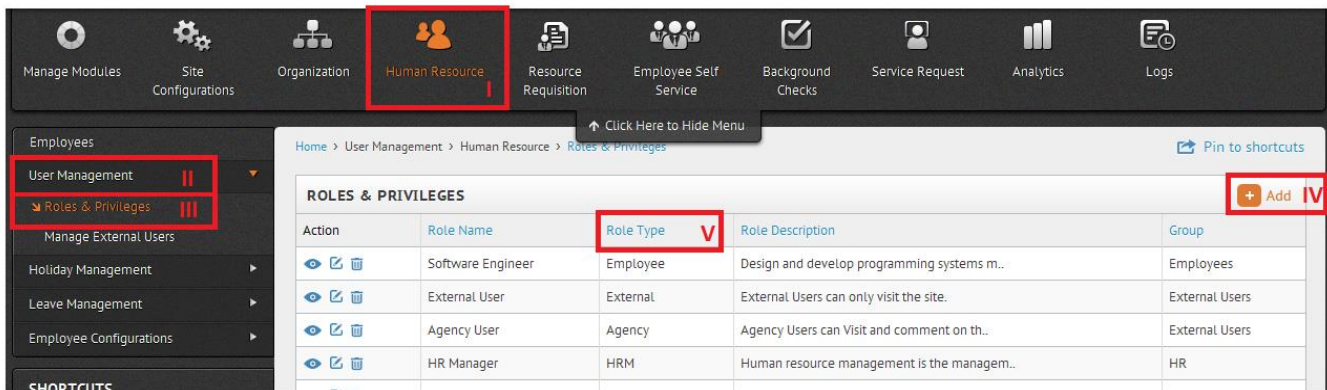 Manage Modules
Site Configurations
Organization
Human Resource
I
Resource Requisition
Employee Self Service
Background Checks
Service Request
Analytics
Logs
Click Here to Hide Menu
Employees
User Management II
Roles & Privileges III
Manage External Users
Holiday Management
Leave Management
Employee Configurations
SHORTCUTS
Home > User Management > Human Resource > Roles & Privileges
Pin to shortcuts
ROLES & PRIVILEGES
+ Add IV
Action Role Name Role Type V Role Description Group
Software Engineer Employee Design and develop programming systems m.. Employees
External User External External Users can only visit the site. External Users
Agency User Agency Agency Users can Visit and comment on th.. External Users
HR Manager HRM Human resource management is the managem.. HR